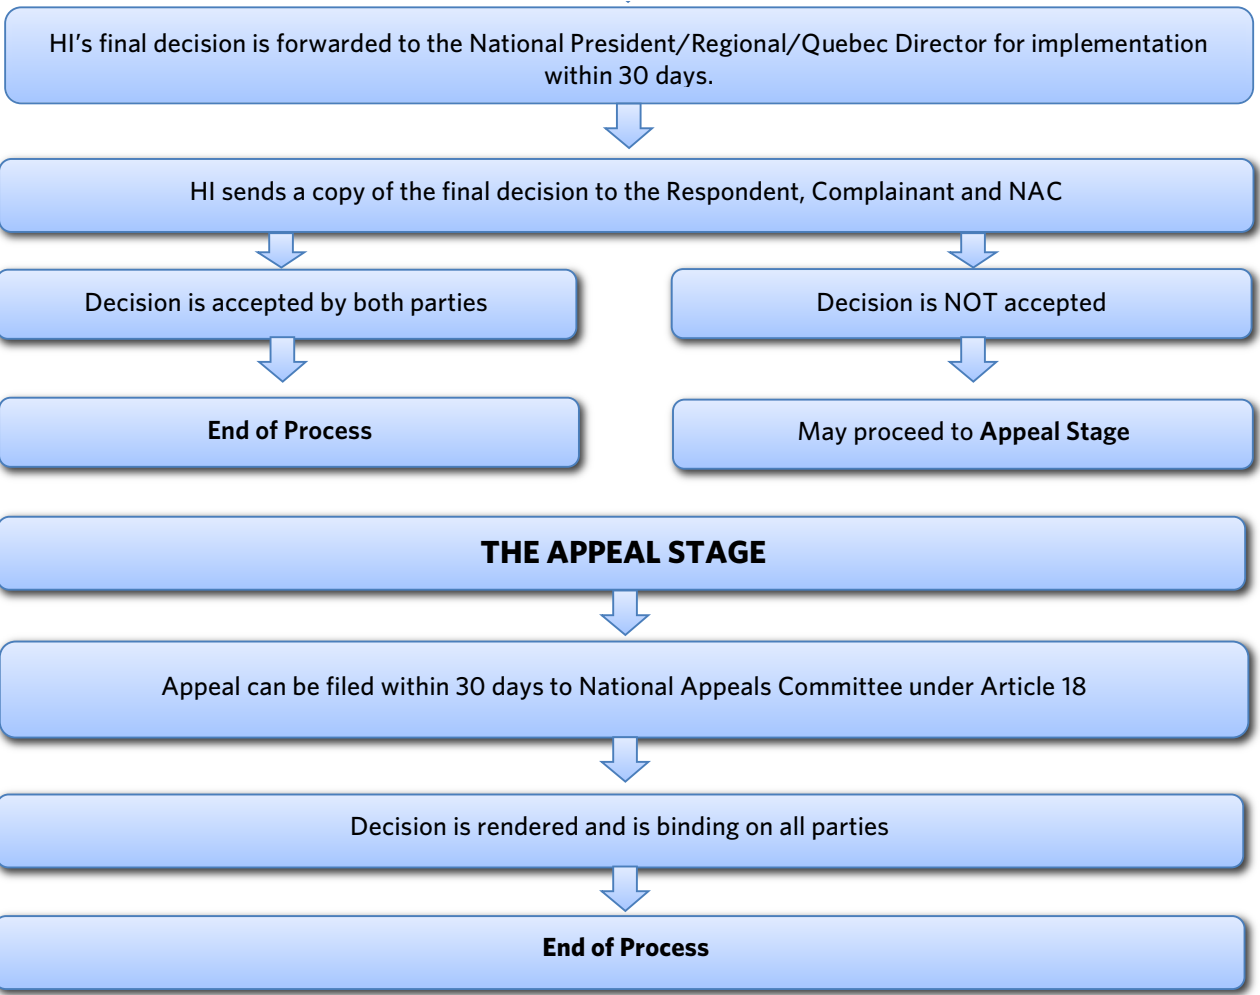 HI’s final decision is forwarded to the National President/Regional/Quebec Director for implementation
within 30 days.
HI sends a copy of the final decision to the Respondent, Complainant and NAC
Decision is accepted by both parties
Decision is NOT accepted
End of Process
May proceed to Appeal Stage
THE APPEAL STAGE
Appeal can be filed within 30 days to National Appeals Committee under Article 18
Decision is rendered and is binding on all parties
End of Process